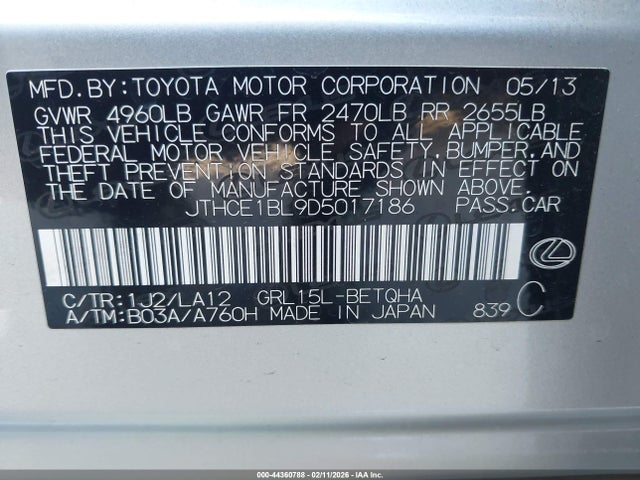 MFD.BY:TOYOTA MOTOR CORPORATION 05/13
GVWR 4960LB GAWR FR 2470LB RR 2655LB
THIS VEHICLE CONFORMS TO ALL APPLICABLE
FEDERAL MOTOR VEHICLE SAFETY,BUMPER,AND
THEFT PREVENTION STANDARDS IN EFFECT ON
THE DATE OF MANUFACTURE SHOWN ABOVE.
JTHCE1BL9D5017186 PASS.CAR
C/TR:1J2/LA12 GRL15L-BETQHA
A/TM:B03A/A760H MADE IN JAPAN 839 C
000-44360788 - 02/11/2026 - Copyright IAA, Inc.